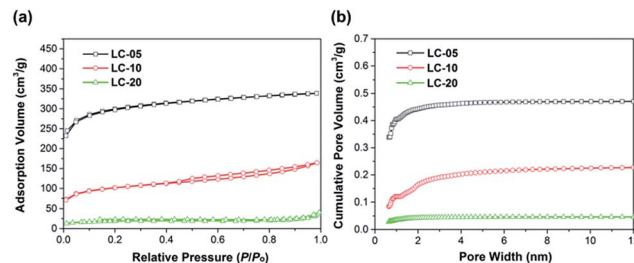 (a)
Adsorption Volume (cm³/g)
450
400
350
300
250
200
150
100
50
0
LC-05
LC-10
LC-20
0.0 0.2 0.4 0.6 0.8 1.0
Relative Pressure (P/Po)
(b)
Cumulative Pore Volume (cm³/g)
0.7
0.6
0.5
0.4
0.3
0.2
0.1
0.0
LC-05
LC-10
LC-20
0 2 4 6 8 10 12
Pore Width (nm)